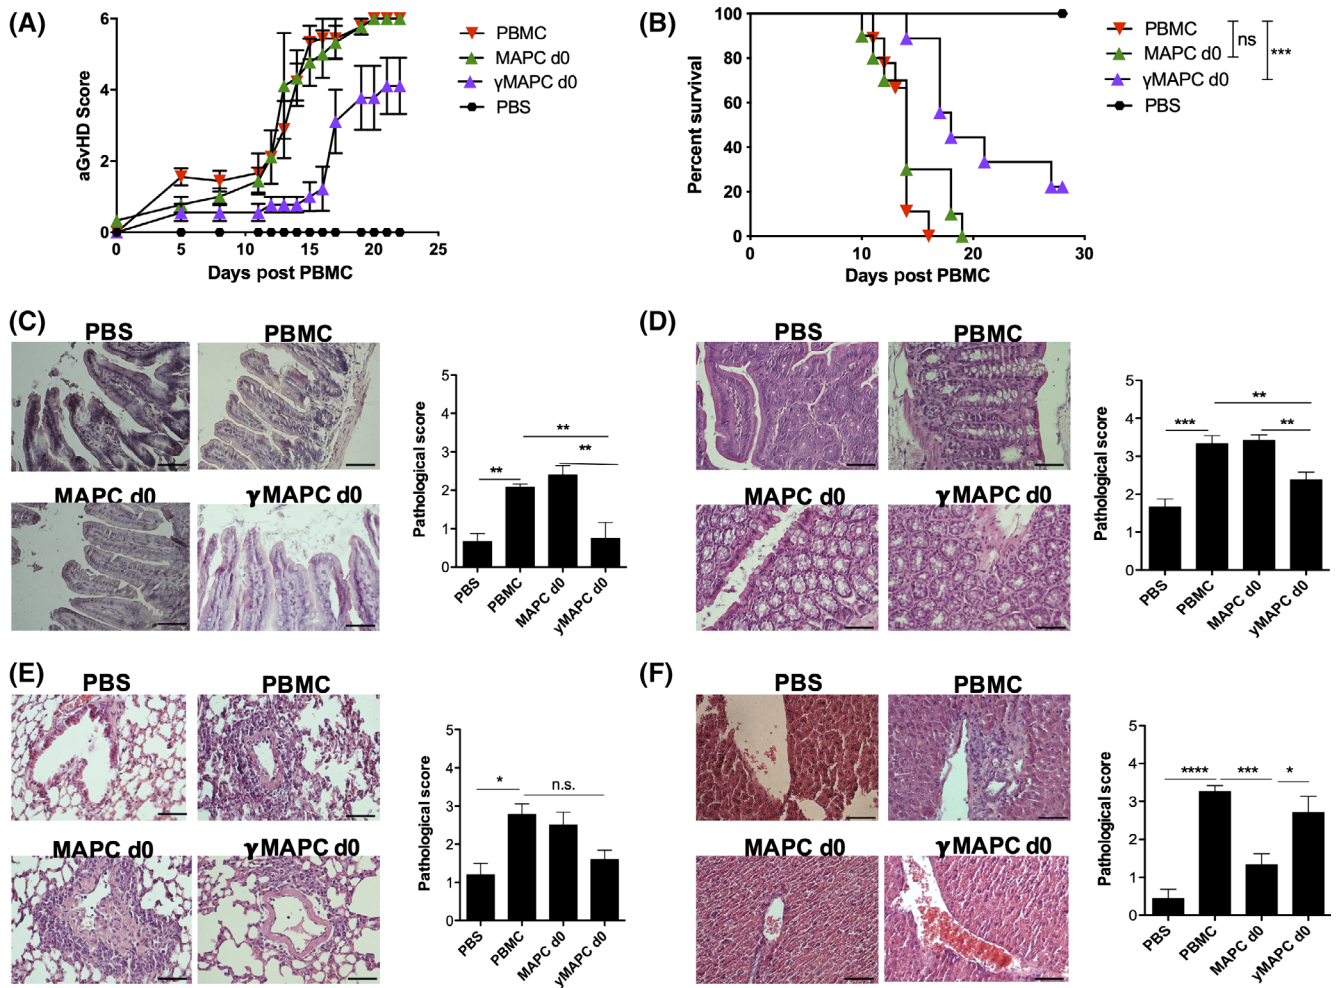 (A)
aGvHD Score
6
4
2
0
0 5 10 15 20 25
Days post PBMC
PBMC
MAPC d0
γMAPC d0
PBS
(B)
Percent survival
100
80
60
40
20
0
0 10 20 30
Days post PBMC
PBMC
MAPC d0
γMAPC d0
PBS
ns
***
(C)
PBS
PBMC
MAPC d0
γMAPC d0
Pathological score
5
4
3
2
1
0
**
**
**
PBS
PBMC
MAPC d0
yMAPC d0
(D)
PBS
PBMC
MAPC d0
γMAPC d0
Pathological score
5
4
3
2
1
0
**
***
**
PBS
PBMC
MAPC d0
yMAPC d0
(E)
PBS
PBMC
MAPC d0
γMAPC d0
Pathological score
5
4
3
2
1
0
*
n.s.
PBS
PBMC
MAPC d0
yMAPC d0
(F)
PBS
PBMC
MAPC d0
γMAPC d0
Pathological score
5
4
3
2
1
0
****
***
*
PBS
PBMC
MAPC d0
yMAPC d0